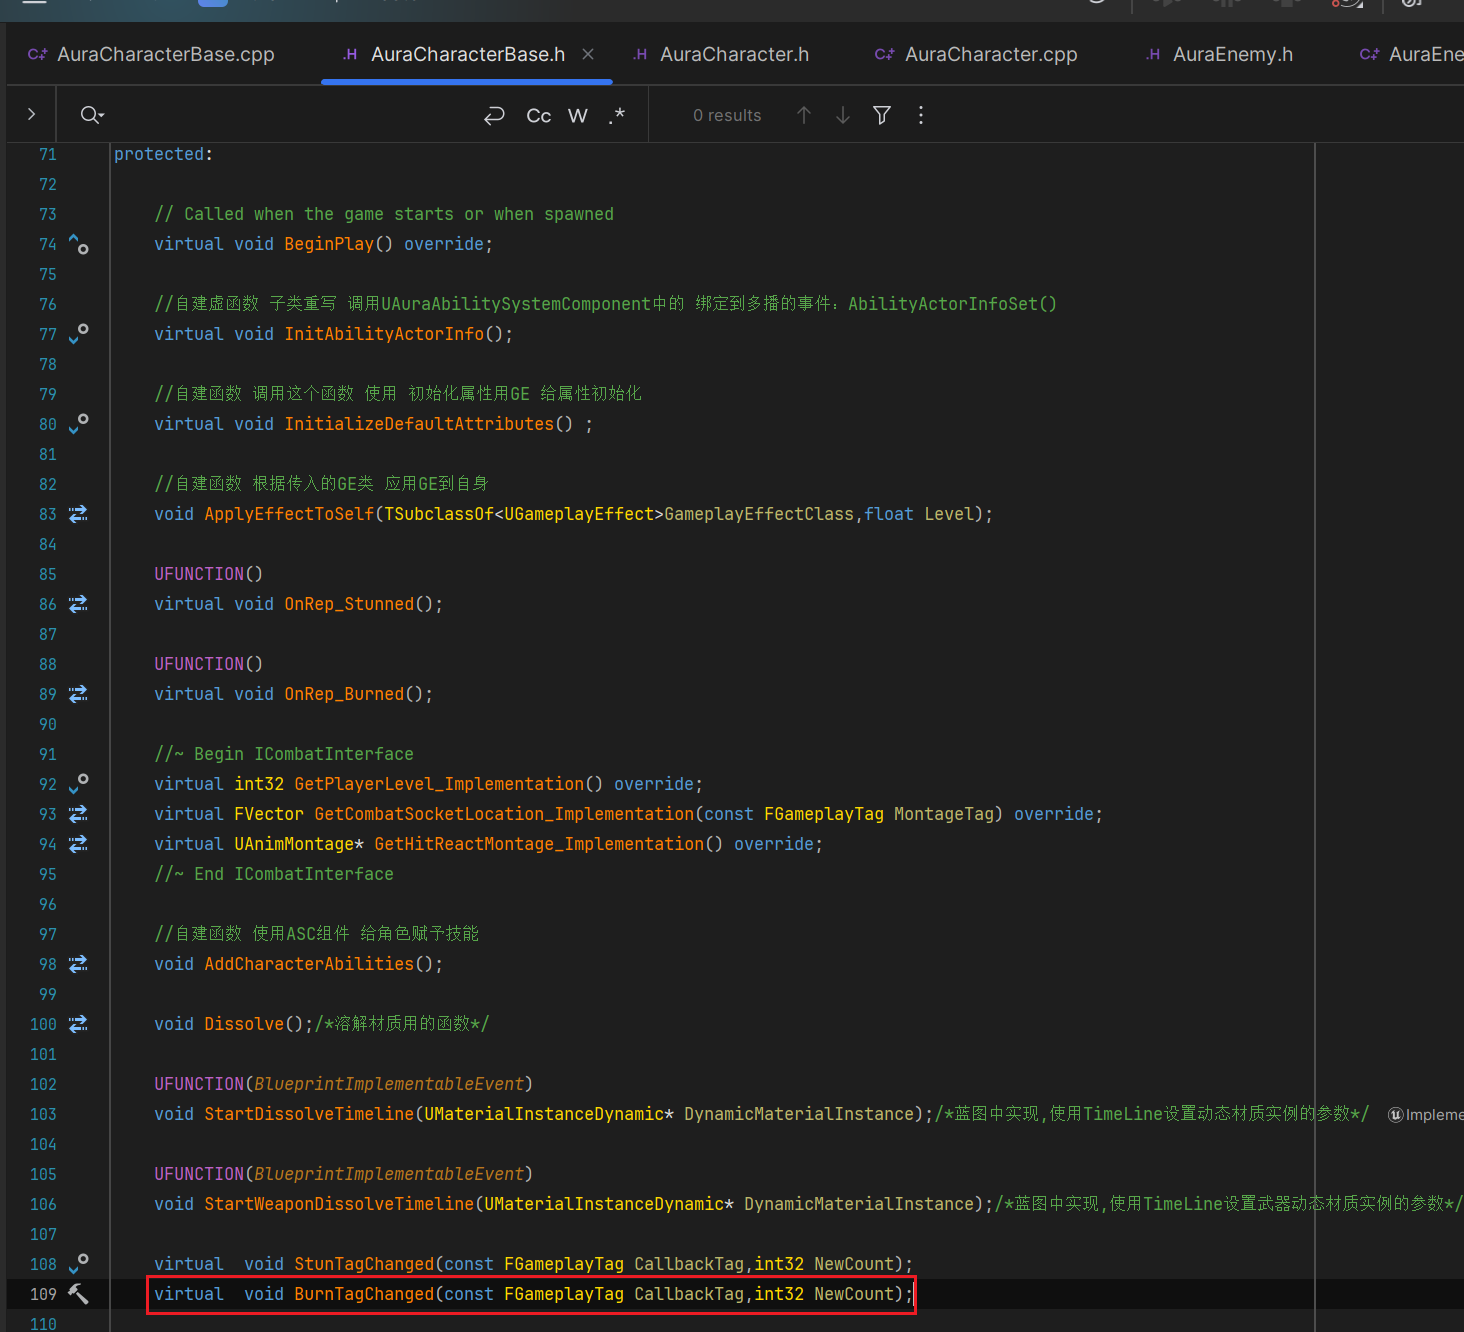 AuraCharacterBase.cpp AuraCharacterBase.h AuraCharacter.h AuraCharacter.cpp AuraEnemy.h AuraEne
Cc W .* 0 results
71 protected:
72
73 // Called when the game starts or when spawned
74 virtual void BeginPlay() override;
75
76 //自建虚函数 子类重写 调用UAuraAbilitySystemComponent中的 绑定到多播的事件: AbilityActorInfoSet()
77 virtual void InitAbilityActorInfo();
78
79 //自建函数 调用这个函数 使用 初始化属性用GE 给属性初始化
80 virtual void InitializeDefaultAttributes() ;
81
82 //自建函数 根据传入的GE类 应用GE到自身
83 void ApplyEffectToSelf(TSubclassOf<UGameplayEffect>GameplayEffectClass,float Level);
84
85 UFUNCTION()
86 virtual void OnRep_Stunned();
87
88 UFUNCTION()
89 virtual void OnRep_Burned();
90
91 //~ Begin ICombatInterface
92 virtual int32 GetPlayerLevel_Implementation() override;
93 virtual FVector GetCombatSocketLocation_Implementation(const FGameplayTag MontageTag) override;
94 virtual UAnimMontage* GetHitReactMontage_Implementation() override;
95 //~ End ICombatInterface
96
97 //自建函数 使用ASC组件 给角色赋予技能
98 void AddCharacterAbilities();
99
100 void Dissolve();/*溶解材质用的函数*/
101
102 UFUNCTION(BlueprintImplementableEvent)
103 void StartDissolveTimeline(UMaterialInstanceDynamic* DynamicMaterialInstance);/*蓝图中实现,使用TimeLine设置动态材质实例的参数*/ Impleme
104
105 UFUNCTION(BlueprintImplementableEvent)
106 void StartWeaponDissolveTimeline(UMaterialInstanceDynamic* DynamicMaterialInstance);/*蓝图中实现,使用TimeLine设置武器动态材质实例的参数*/
107
108 virtual  void StunTagChanged(const FGameplayTag CallbackTag,int32 NewCount);
109 virtual  void BurnTagChanged(const FGameplayTag CallbackTag,int32 NewCount);
110